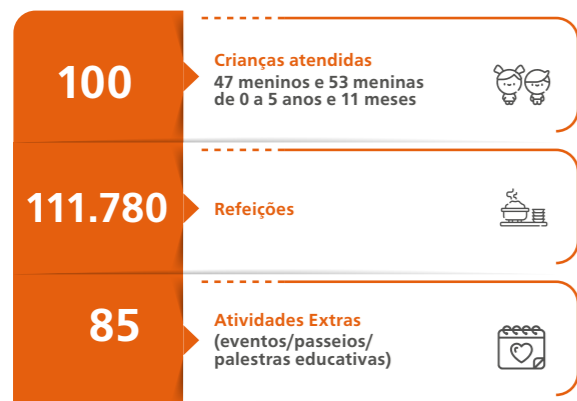 100
Crianças atendidas
47 meninos e 53 meninas
de 0 a 5 anos e 11 meses
111.780
Refeições
85
Atividades Extras
(eventos/passeios/
palestras educativas)